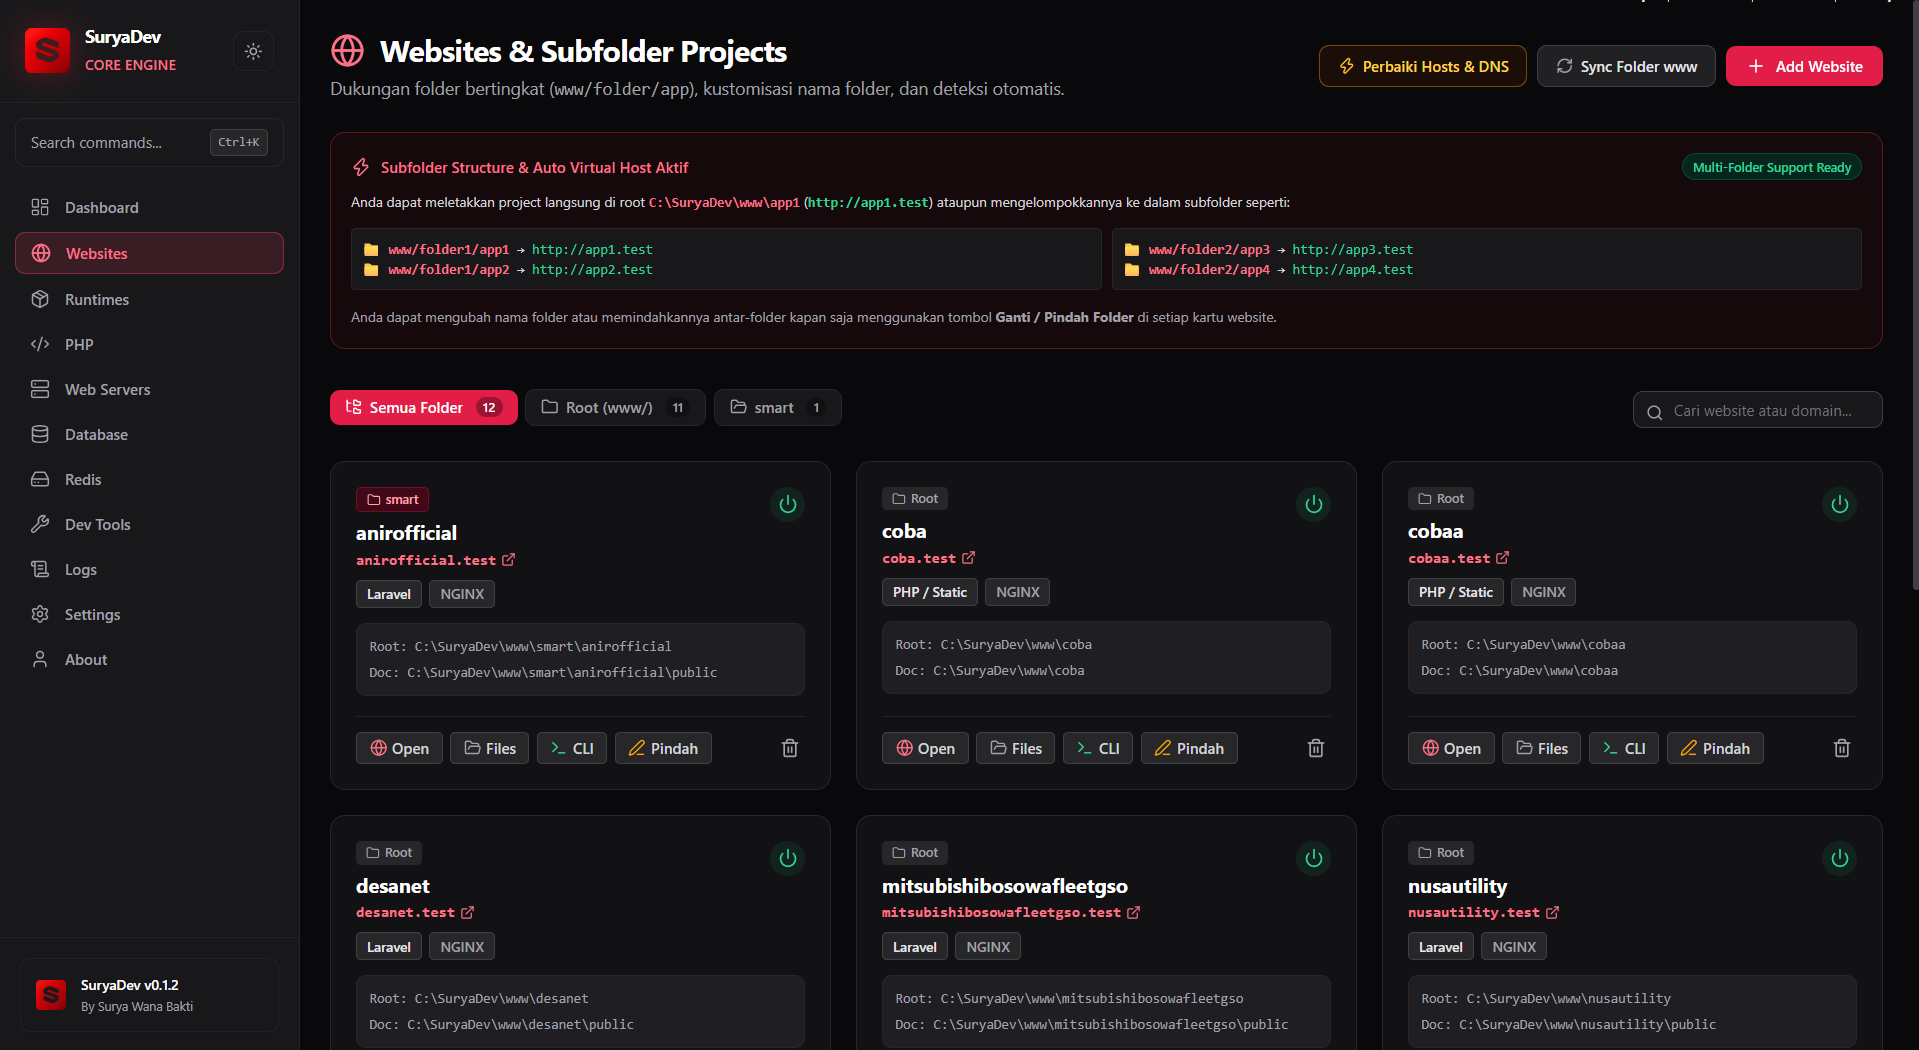 SuryaDev
CORE ENGINE
Search commands...
Ctrl+K
Dashboard
Websites
Runtimes
PHP
Web Servers
Database
Redis
Dev Tools
Logs
Settings
About
SuryaDev v0.1.2
By Surya Wana Bakti
Websites & Subfolder Projects
Dukungan folder bertingkat (www/folder/app), kustomisasi nama folder, dan deteksi otomatis.
Perbaiki Hosts & DNS
Sync Folder www
Add Website
Subfolder Structure & Auto Virtual Host Aktif
Multi-Folder Support Ready
Anda dapat meletakkan project langsung di root C:\SuryaDev\www\app1 (http://app1.test) ataupun mengelompokkannya ke dalam subfolder seperti:
www/folder1/app1 → http://app1.test
www/folder1/app2 → http://app2.test
www/folder2/app3 → http://app3.test
www/folder2/app4 → http://app4.test
Anda dapat mengubah nama folder atau memindahkannya antar-folder kapan saja menggunakan tombol Ganti / Pindah Folder di setiap kartu website.
Semua Folder 12
Root (www/) 11
smart 1
Cari website atau domain...
smart
anirofficial
anirofficial.test
Laravel NGINX
Root: C:\SuryaDev\www\smart\anirofficial
Doc: C:\SuryaDev\www\smart\anirofficial\public
Open Files CLI Pindah
Root
coba
coba.test
PHP / Static NGINX
Root: C:\SuryaDev\www\coba
Doc: C:\SuryaDev\www\coba
Open Files CLI Pindah
Root
cobaa
cobaa.test
PHP / Static NGINX
Root: C:\SuryaDev\www\cobaa
Doc: C:\SuryaDev\www\cobaa
Open Files CLI Pindah
Root
desanet
desanet.test
Laravel NGINX
Root: C:\SuryaDev\www\desanet
Doc: C:\SuryaDev\www\desanet\public
Root
mitsubishibosowafleetgso
mitsubishibosowafleetgso.test
Laravel NGINX
Root: C:\SuryaDev\www\mitsubishibosowafleetgso
Doc: C:\SuryaDev\www\mitsubishibosowafleetgso\public
Root
nusautility
nusautility.test
Laravel NGINX
Root: C:\SuryaDev\www\nusautility
Doc: C:\SuryaDev\www\nusautility\public